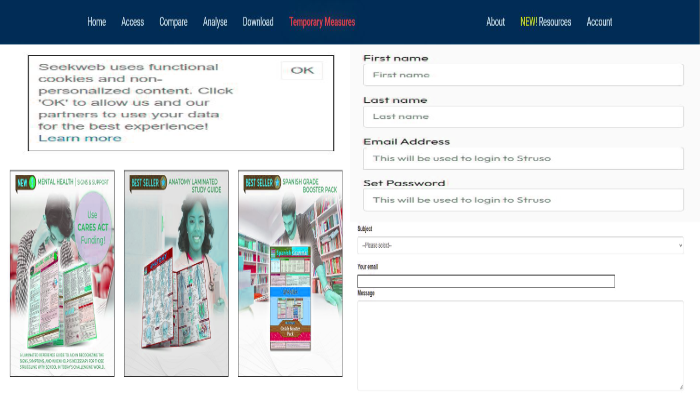 Home Access Compare Analyse Download Temporary Measures About NEW! Resources Account
Seekweb uses functional
cookies and non-
personalized content. Click
'OK' to allow us and our
partners to use your data
for the best experience!
Learn more
OK
NEW MENTAL HEALTH | SIGNS & SUPPORT
Use
CARES ACT
Funding!
BEST SELLER ANATOMY LAMINATED
STUDY GUIDE
BEST SELLER SPANISH GRADE
BOOSTER PACK
Grade Booster
Pack
First name
First name
Last name
Last name
Email Address
This will be used to login to Struso
Set Password
This will be used to login to Struso
Subject
--Please select--
Your email
Message